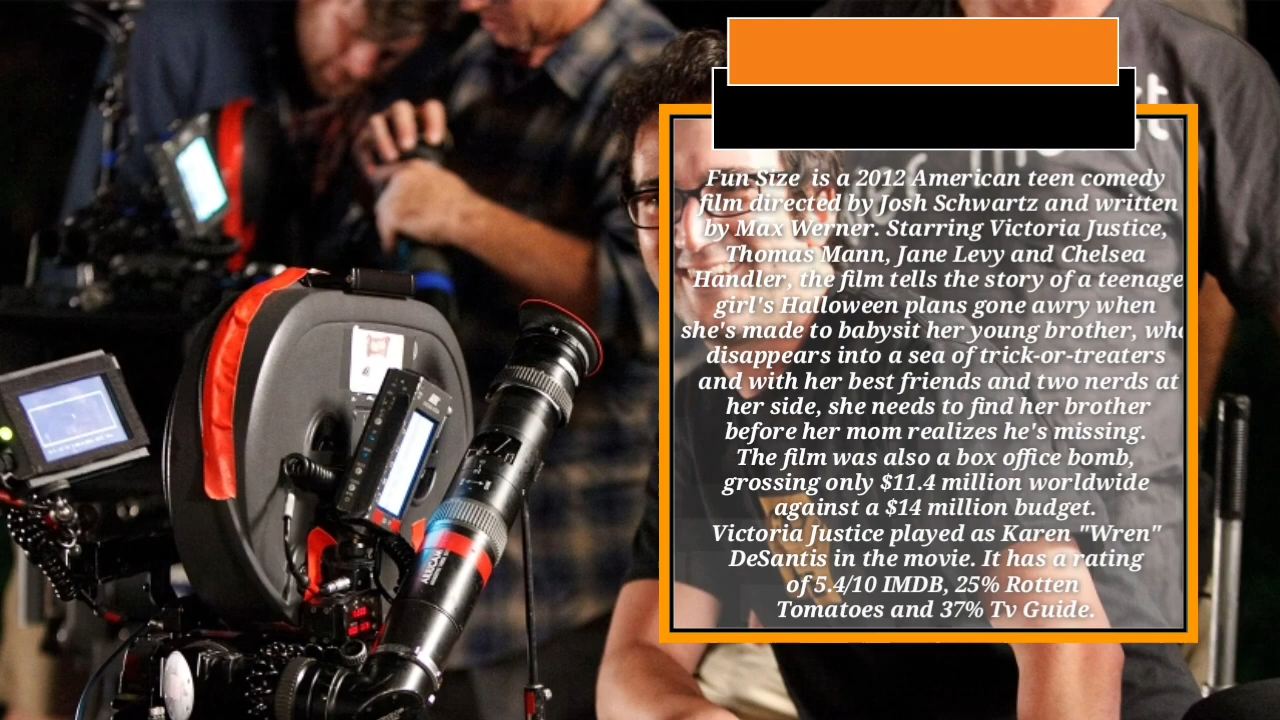 Fun Size  is a 2012 American teen comedy
film directed by Josh Schwartz and written
by Max Werner. Starring Victoria Justice,
Thomas Mann, Jane Levy and Chelsea
Handler, the film tells the story of a teenage
girl's Halloween plans gone awry when
she's made to babysit her young brother, who
disappears into a sea of trick-or-treaters
and with her best friends and two nerds at
her side, she needs to find her brother
before her mom realizes he's missing.
The film was also a box office bomb,
grossing only $11.4 million worldwide
against a $14 million budget.
Victoria Justice played as Karen "Wren"
DeSantis in the movie. It has a rating
of 5.4/10 IMDB, 25% Rotten
Tomatoes and 37% Tv Guide.